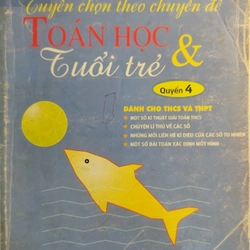 Tuyển chọn theo chuyên đề
TOÁN HỌC
& Tuổi trẻ
Quyển 4
DÀNH CHO THCS VÀ THPT
MỘT SỐ KĨ THUẬT GIẢI TOÁN THCS
CHUYỆN LÍ THÚ VỀ CÁC SỐ
NHỮNG MỐI LIÊN HỆ KÌ DIỆU CỦA CÁC SỐ TỰ NHIÊN
MỘT SỐ BÀI TOÁN XÁC ĐỊNH MỘT HÌNH